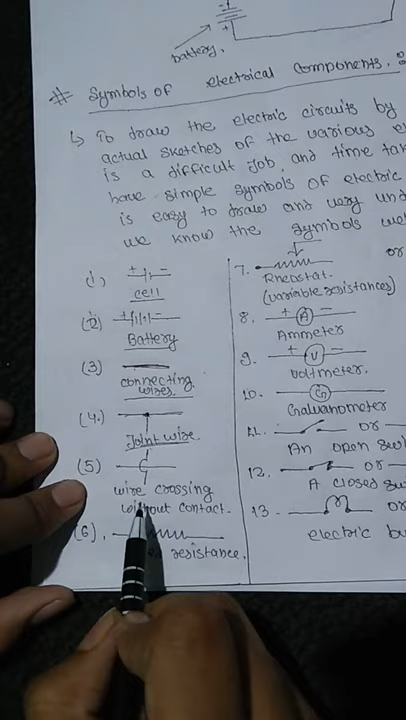 battery.
# Symbols of electrical Components. :
↳ To draw the electric circuits by
actual sketches of the various
is a difficult Job, and time
have simple symbols of electric
is easy to draw and very
we know the symbols
(1) + -
cell
(2) + -
Battery
(3)
connecting
wires.
(4.)
Joint wire.
(5)
wire crossing
without contact.
(6).
resistance.
7. or
Rheostat.
(variable resistances)
8. + A -
Ammeter
9. + V -
voltmeter.
10. G
Galvanometer
11. or
An open
12. or
A closed
13. or
electric